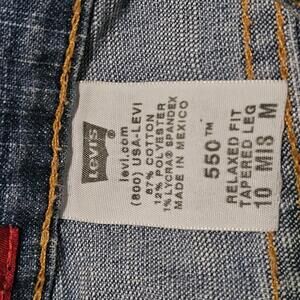 LEVI'S
levi.com
(800) USA-LEVI
87% COTTON
12% POLYESTER
1% LYCRA® SPANDEX
MADE IN MEXICO
550™
RELAXED FIT
TAPERED LEG
10 MIS M